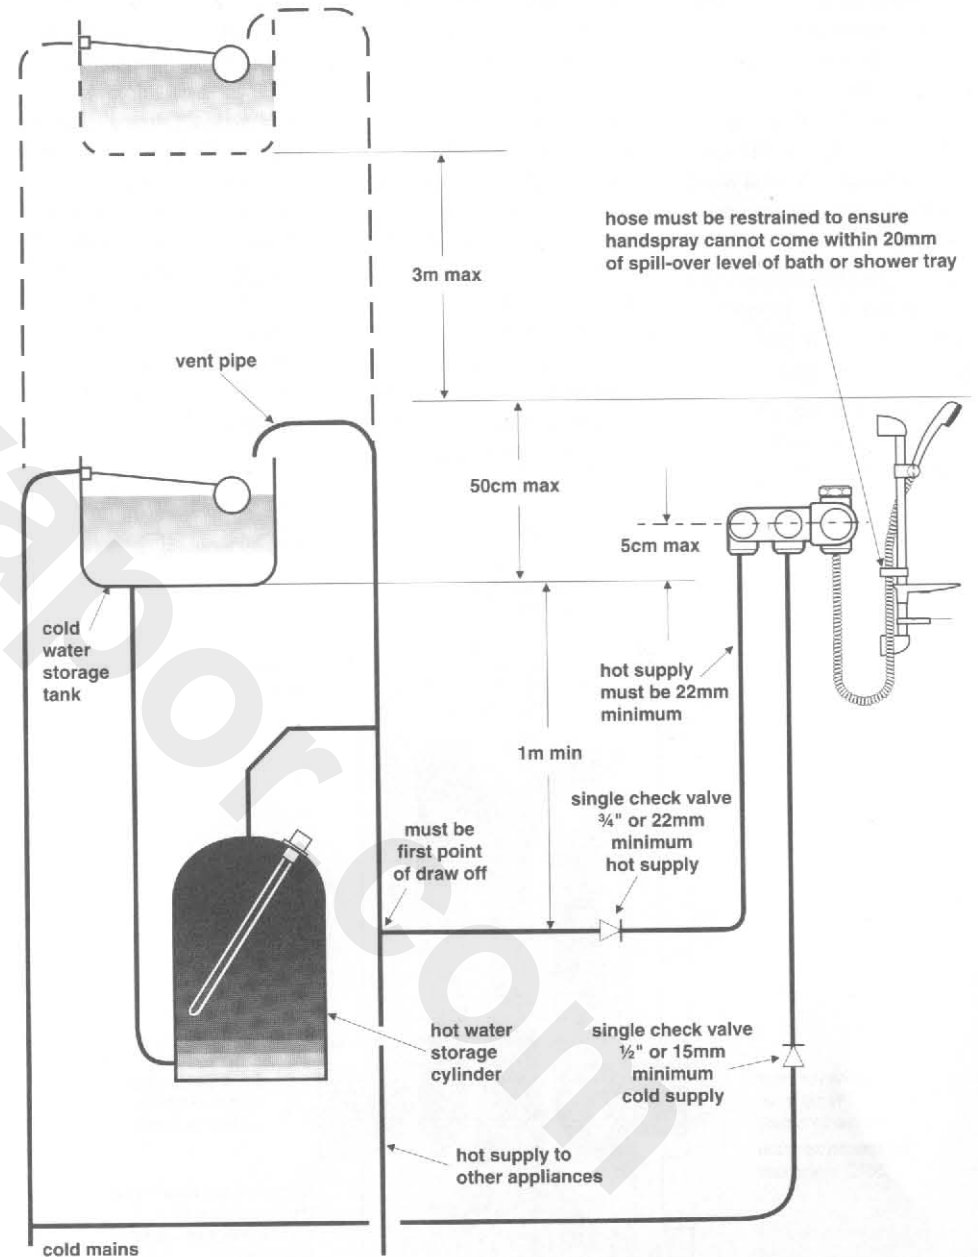 3m max
hose must be restrained to ensure
handspray cannot come within 20mm
of spill-over level of bath or shower tray
vent pipe
50cm max
5cm max
cold
water
storage
tank
hot supply
must be 22mm
minimum
1m min
single check valve
¾" or 22mm
minimum
hot supply
must be
first point
of draw off
hot water
storage
cylinder
single check valve
½" or 15mm
minimum
cold supply
hot supply to
other appliances
cold mains
vapor.com